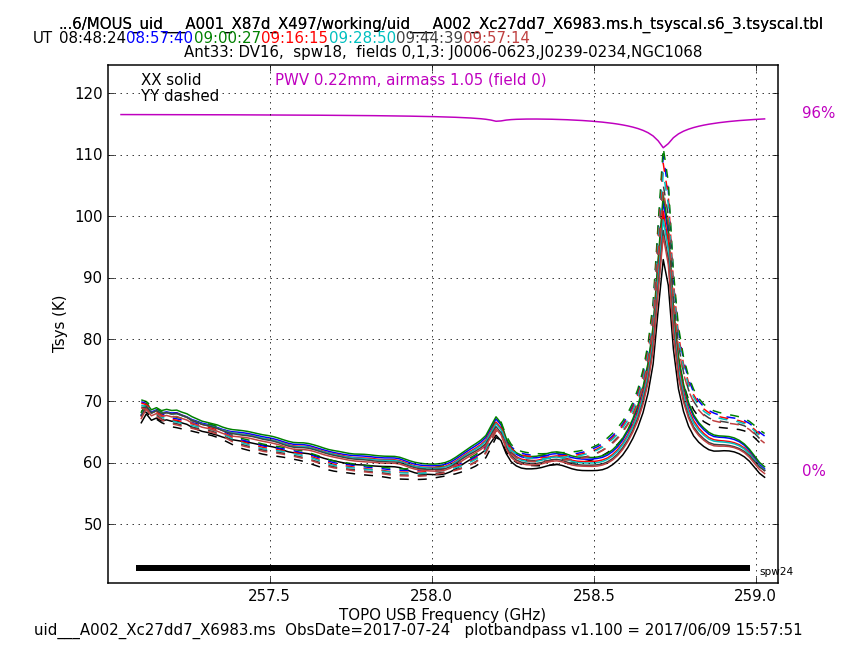 ...6/MOUS_uid___A001_X87d_X497/working/uid___A002_Xc27dd7_X6983.ms.h_tsyscal.s6_3.tsyscal.tbl
UT 08:48:24 08:57:40 09:00:27 09:16:15 09:28:50 09:44:39 09:57:14
Ant33: DV16, spw18, fields 0,1,3: J0006-0623,J0239-0234,NGC1068
XX solid
YY dashed
PWV 0.22mm, airmass 1.05 (field 0)
96%
0%
120
110
100
90
80
70
60
50
Tsys (K)
spw24
257.5 258.0 258.5 259.0
TOPO USB Frequency (GHz)
uid___A002_Xc27dd7_X6983.ms ObsDate=2017-07-24 plotbandpass v1.100 = 2017/06/09 15:57:51